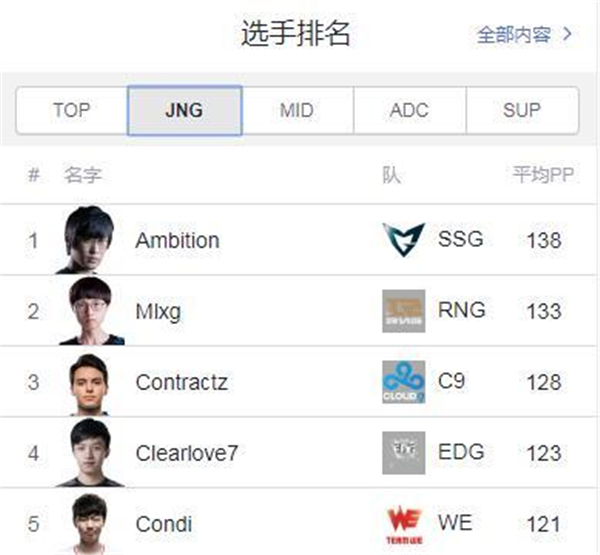 选手排名 全部内容
TOP JNG MID ADC SUP
# 名字 队 平均PP
1 Ambition SSG 138
2 Mlxg RNG 133
3 Contractz CLOUD9 C9 128
4 Clearlove7 EDG 123
5 Condi TEAM WE WE 121